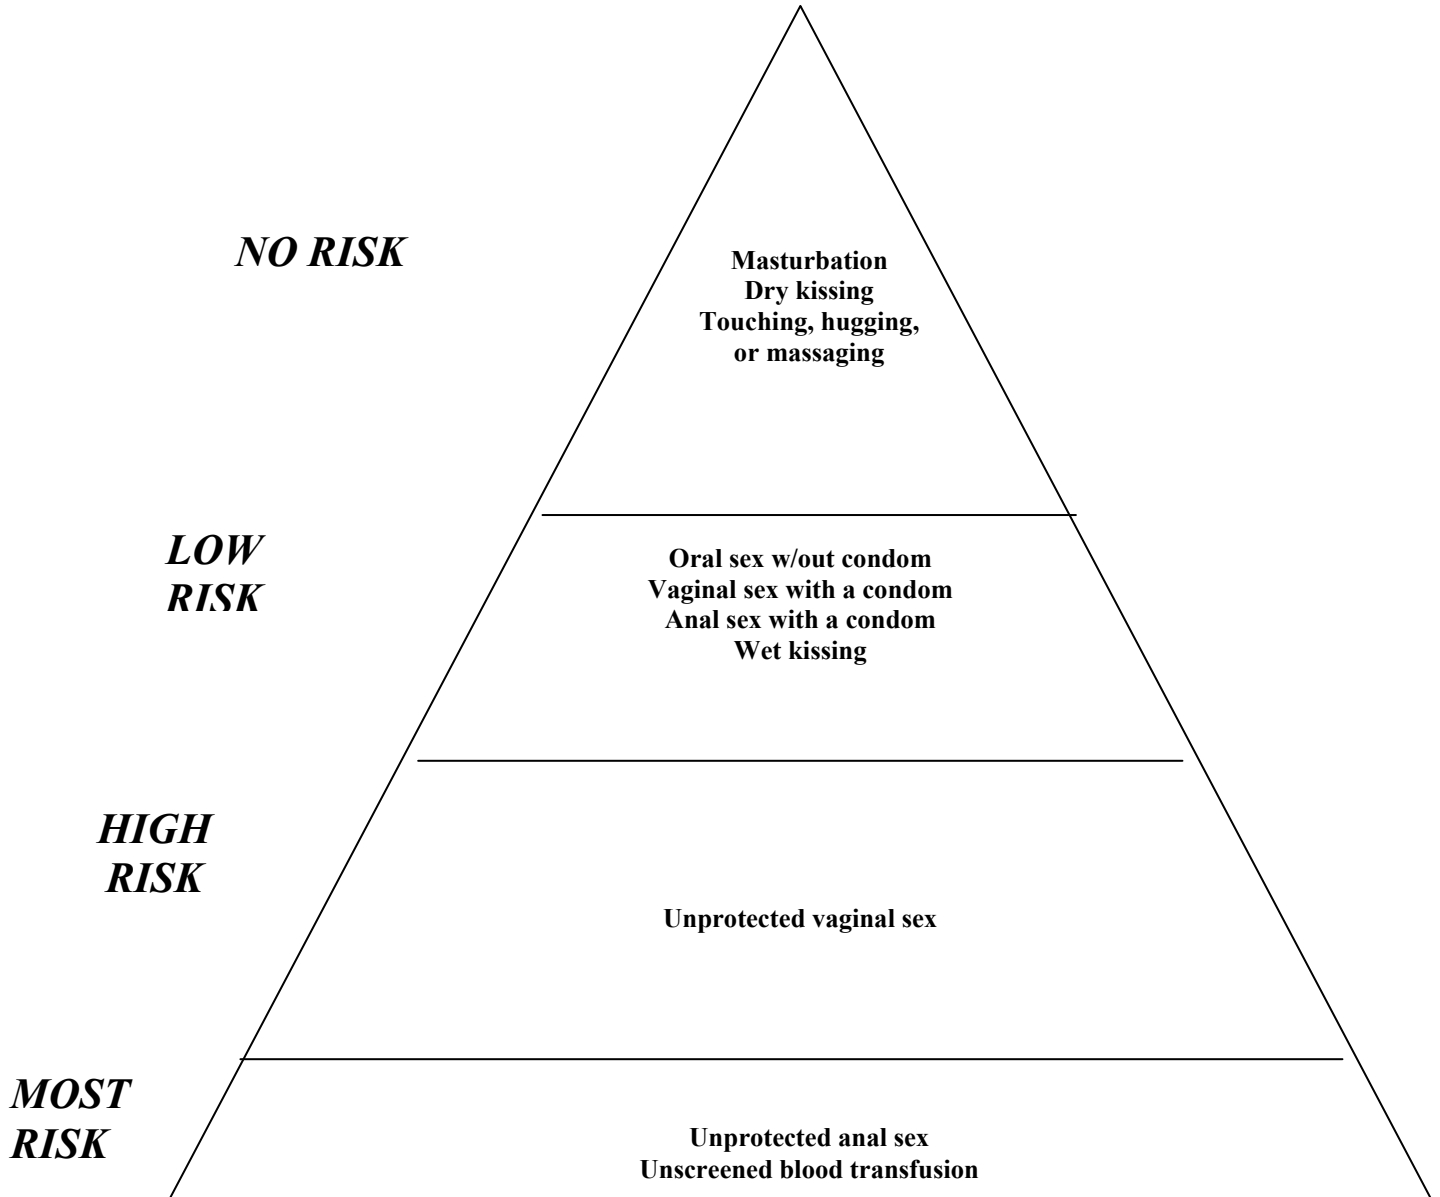 NO RISK
Masturbation
Dry kissing
Touching, hugging,
or massaging
LOW
RISK
Oral sex w/out condom
Vaginal sex with a condom
Anal sex with a condom
Wet kissing
HIGH
RISK
Unprotected vaginal sex
MOST
RISK
Unprotected anal sex
Unscreened blood transfusion